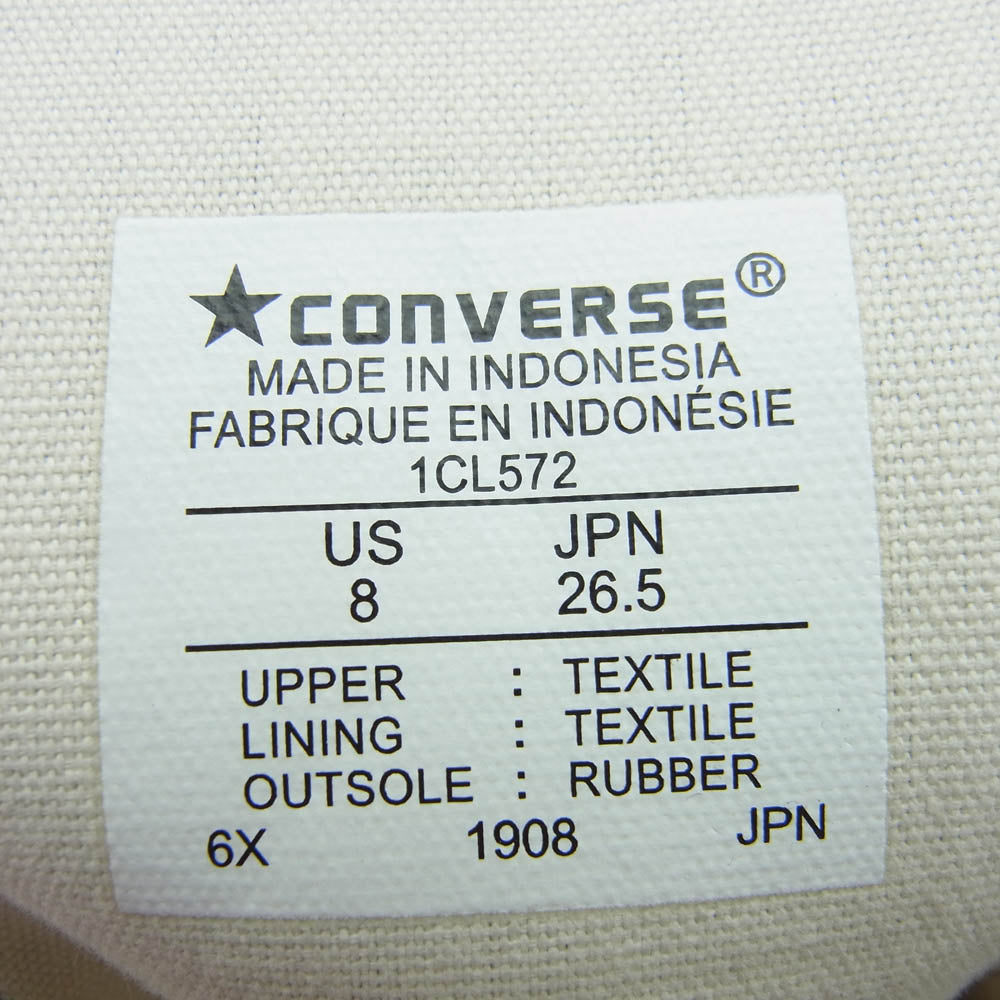 CONVERSE®
MADE IN INDONESIA
FABRIQUE EN INDONÉSIE
1CL572
US JPN
8 26.5
UPPER : TEXTILE
LINING : TEXTILE
OUTSOLE : RUBBER
6X 1908 JPN